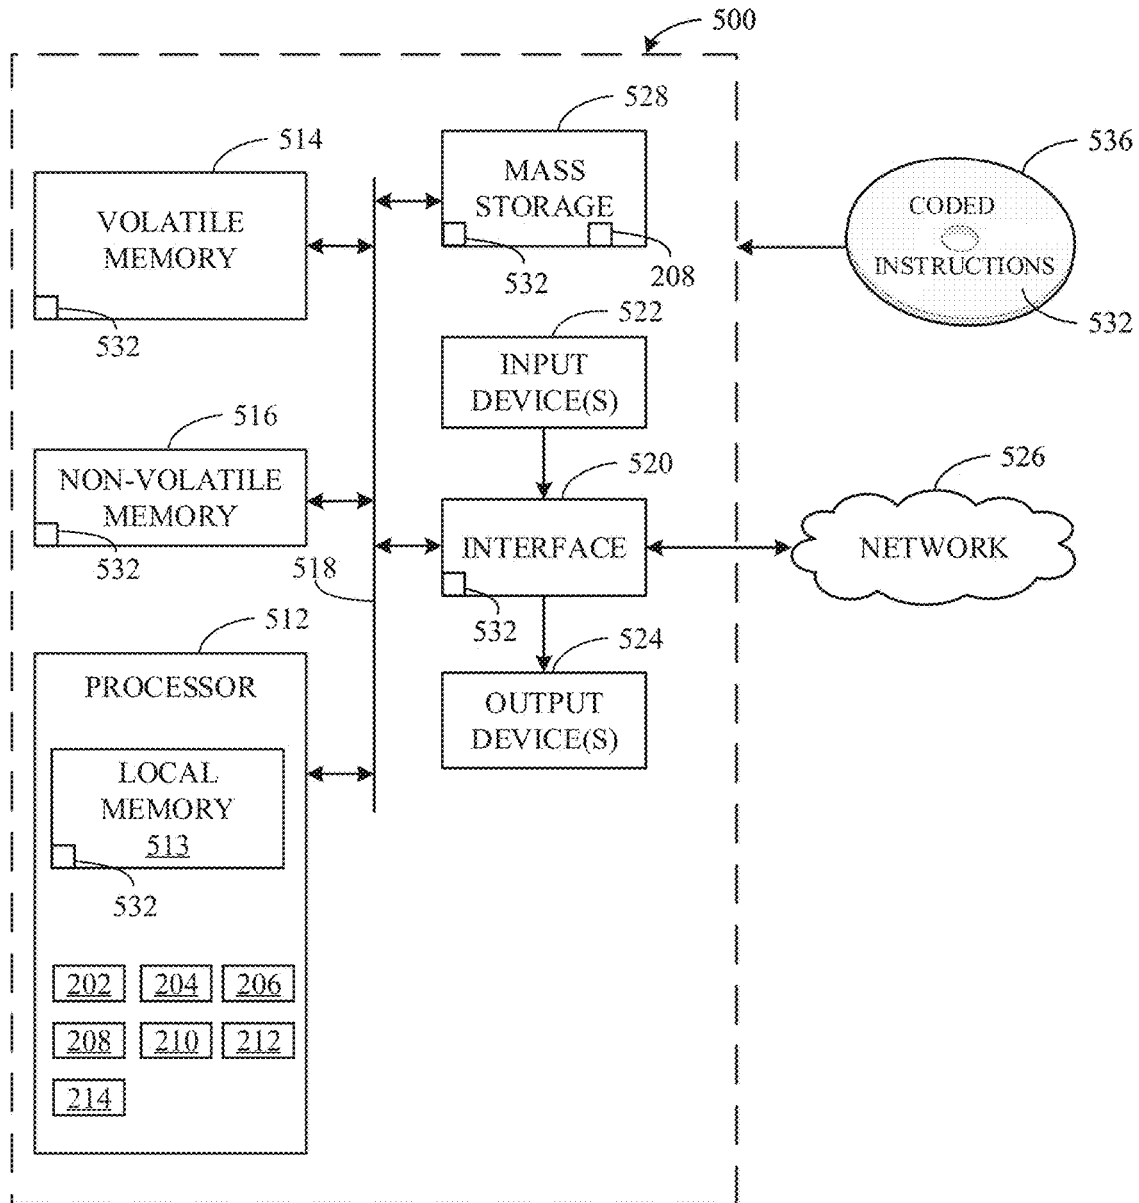 500
528
514
MASS
STORAGE
536
VOLATILE
MEMORY
CODED
INSTRUCTIONS
532
208
532
532
522
INPUT
DEVICE(S)
516
520
526
NON-VOLATILE
MEMORY
INTERFACE
NETWORK
532
518
532
512
524
PROCESSOR
OUTPUT
DEVICE(S)
LOCAL
MEMORY
513
532
202 204 206
208 210 212
214